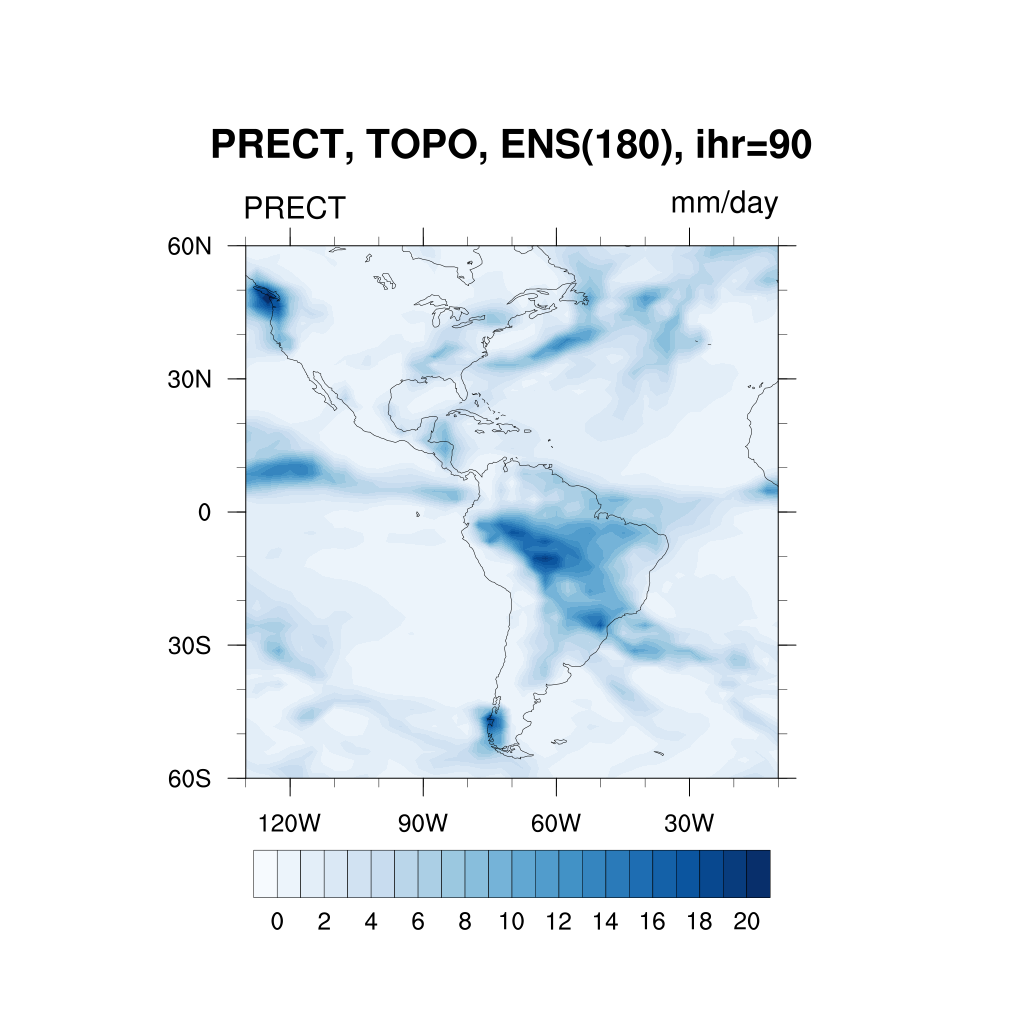 PRECT, TOPO, ENS(180), ihr=90
PRECT mm/day
60N
30N
0
30S
60S
120W 90W 60W 30W
0 2 4 6 8 10 12 14 16 18 20